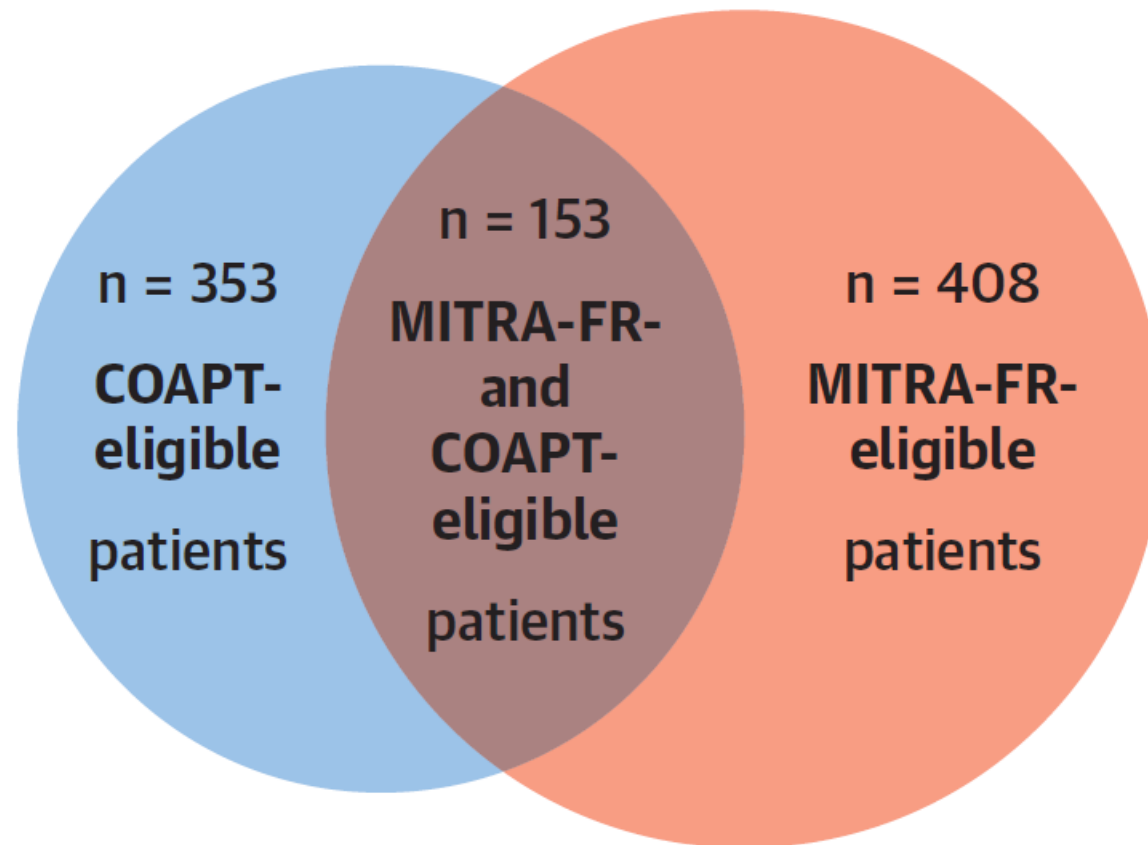 n = 353
COAPT-
eligible
patients
n = 153
MITRA-FR-
and
COAPT-
eligible
patients
n = 408
MITRA-FR-
eligible
patients